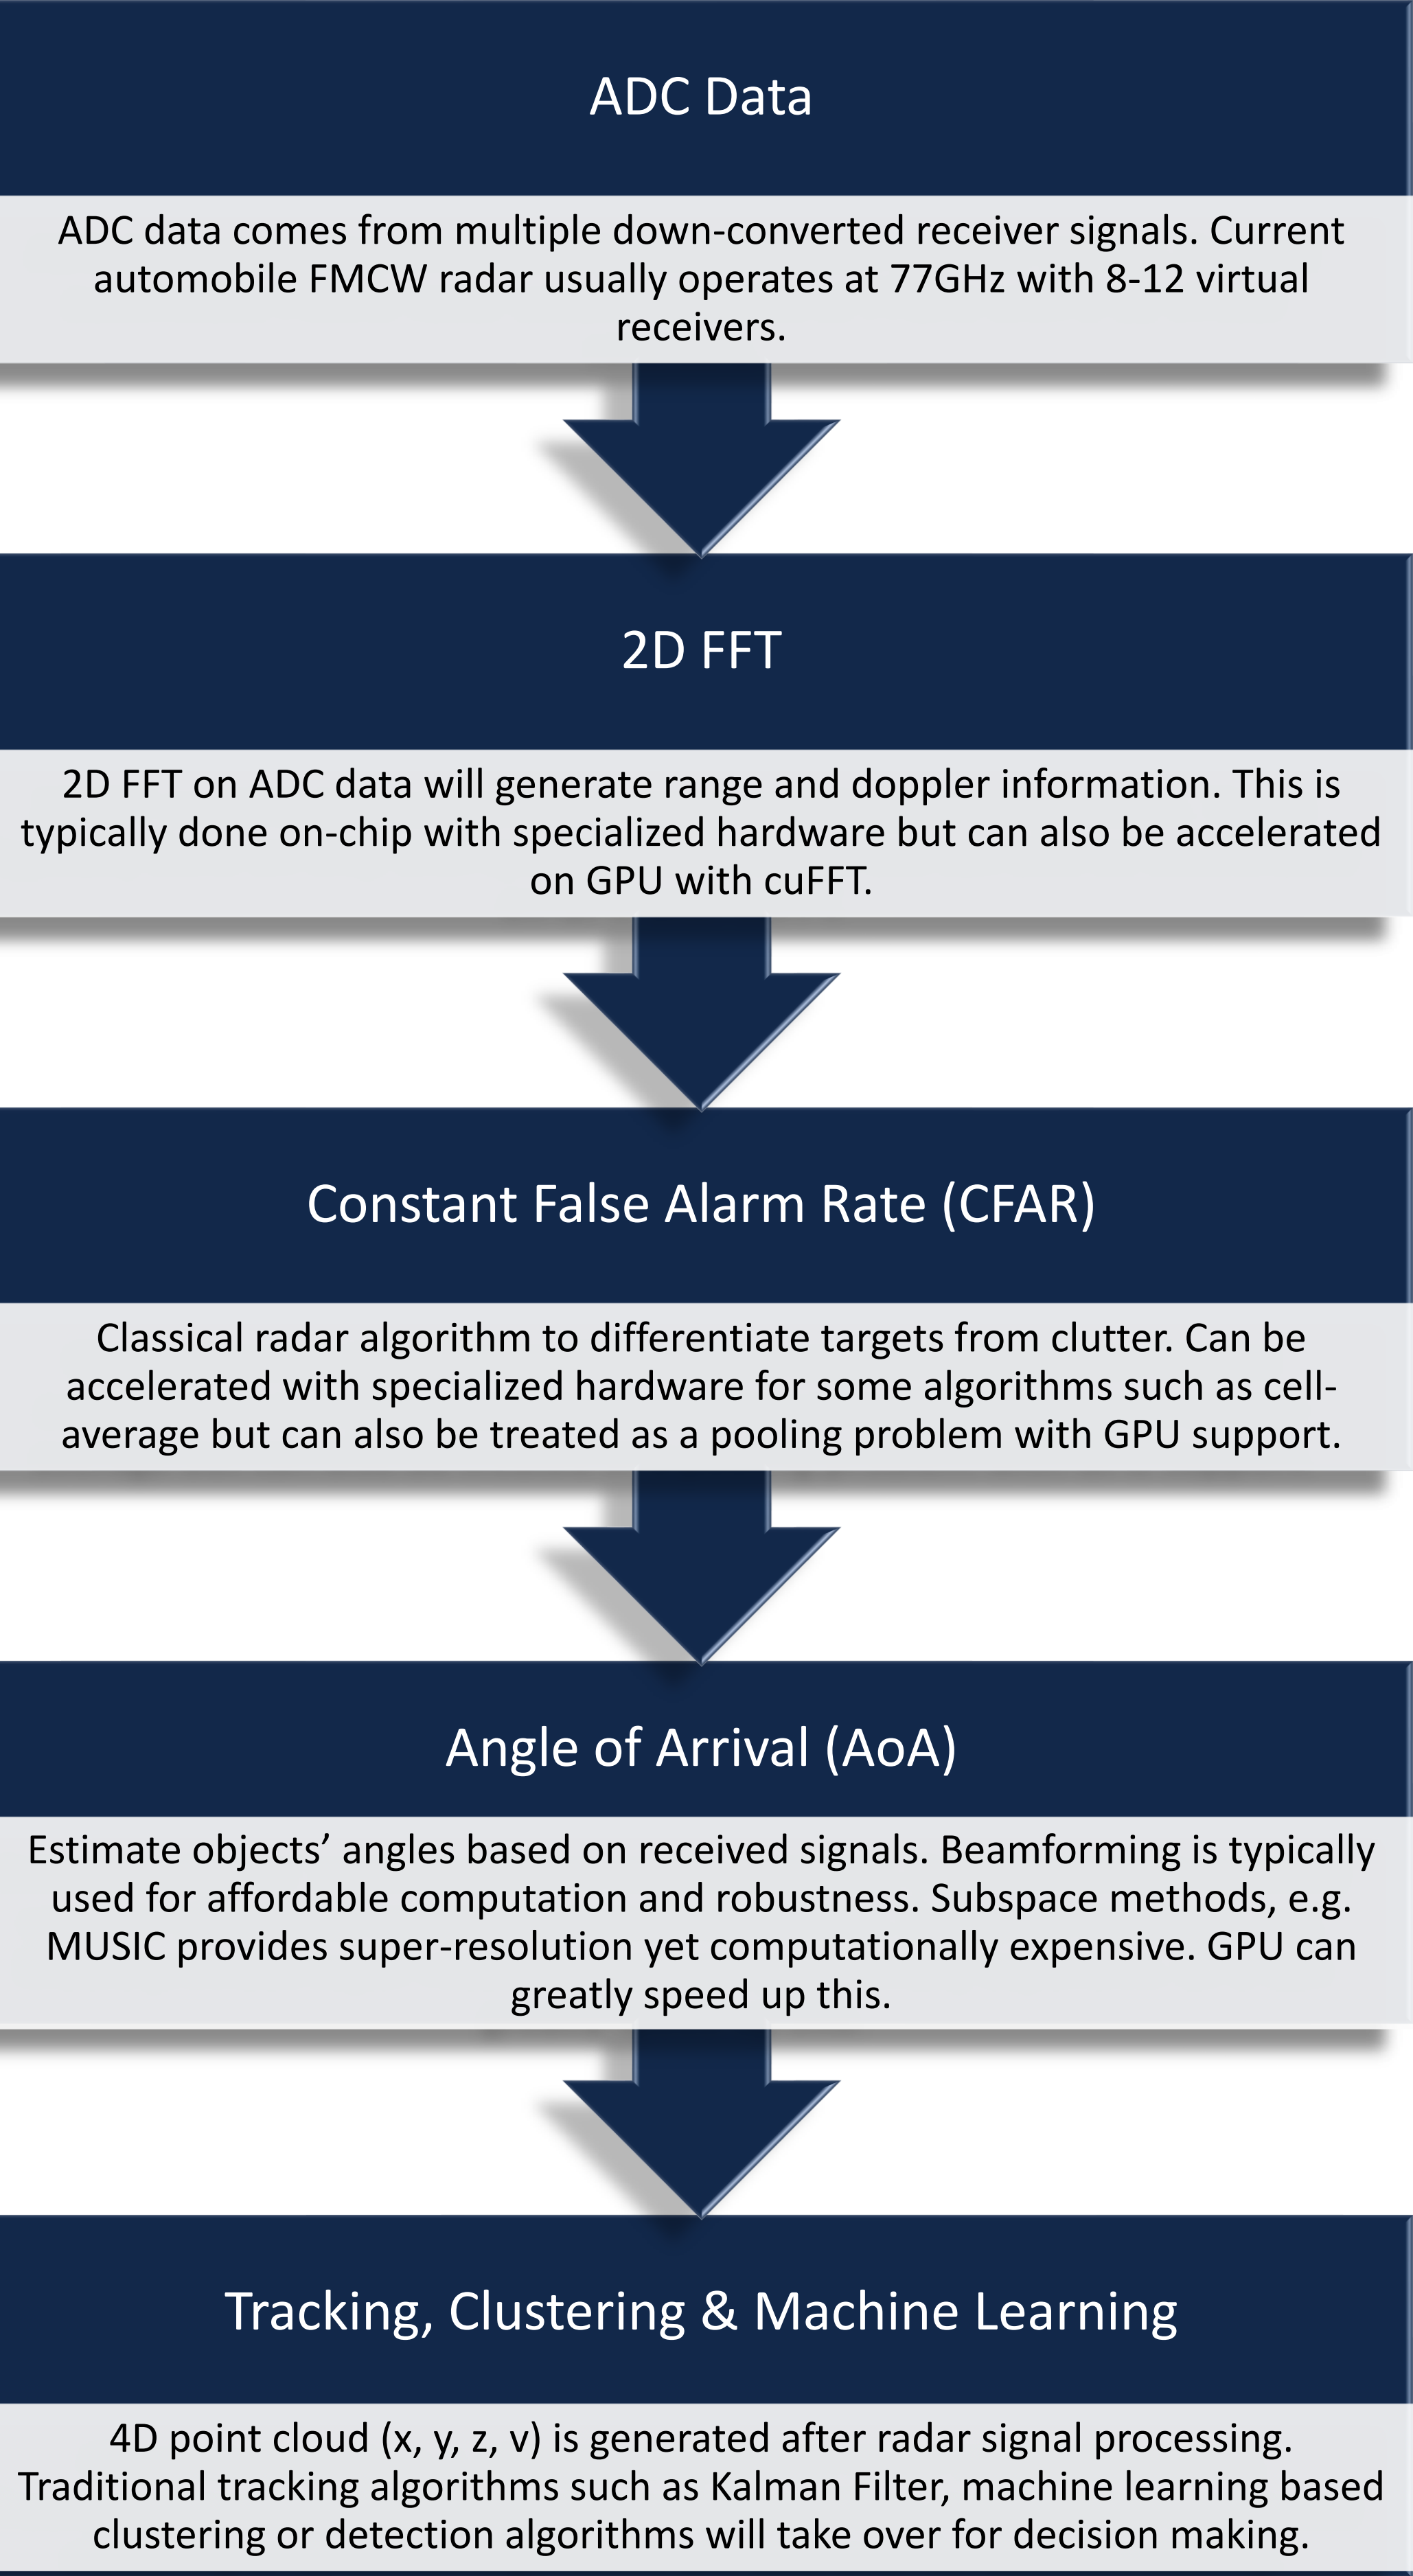 ADC Data
ADC data comes from multiple down-converted receiver signals. Current
automobile FMCW radar usually operates at 77GHz with 8-12 virtual
receivers.
2D FFT
2D FFT on ADC data will generate range and doppler information. This is
typically done on-chip with specialized hardware but can also be accelerated
on GPU with cuFFT.
Constant False Alarm Rate (CFAR)
Classical radar algorithm to differentiate targets from clutter. Can be
accelerated with specialized hardware for some algorithms such as cell-
average but can also be treated as a pooling problem with GPU support.
Angle of Arrival (AoA)
Estimate objects’ angles based on received signals. Beamforming is typically
used for affordable computation and robustness. Subspace methods, e.g.
MUSIC provides super-resolution yet computationally expensive. GPU can
greatly speed up this.
Tracking, Clustering & Machine Learning
4D point cloud (x, y, z, v) is generated after radar signal processing.
Traditional tracking algorithms such as Kalman Filter, machine learning based
clustering or detection algorithms will take over for decision making.